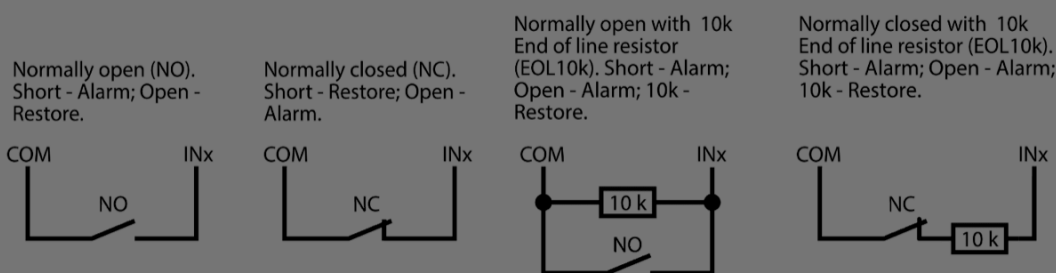 Normally open (NO).
Short - Alarm; Open -
Restore.
COM INx
NO
Normally closed (NC).
Short - Restore; Open -
Alarm.
COM INx
NC
Normally open with 10k
End of line resistor
(EOL10k). Short - Alarm;
Open - Alarm; 10k -
Restore.
COM INx
10 k
NO
Normally closed with 10k
End of line resistor (EOL10k).
Short - Alarm; Open - Alarm;
10k - Restore.
COM INx
NC
10 k